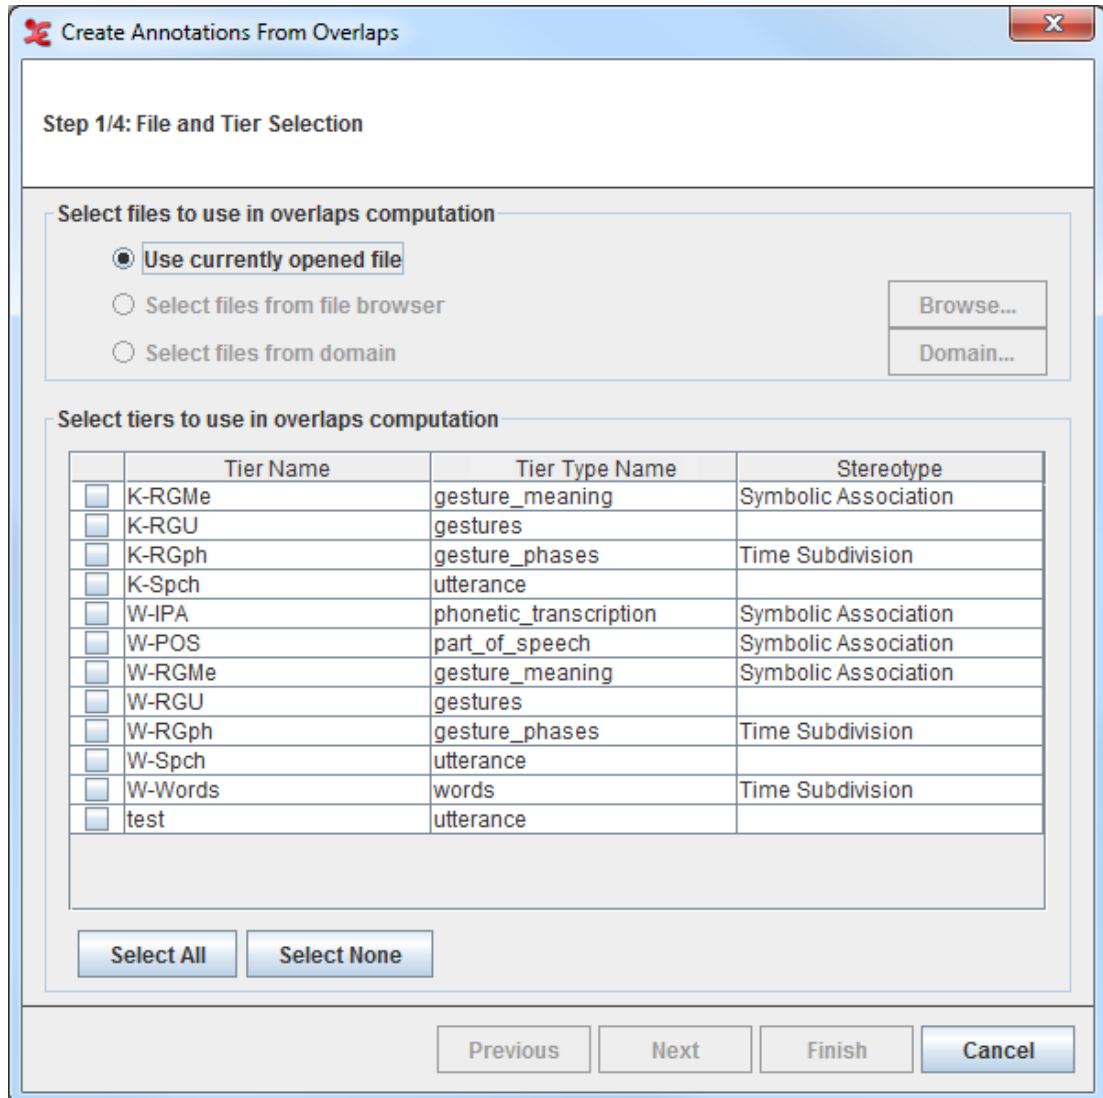 Create Annotations From Overlaps
Step 1/4: File and Tier Selection
Select files to use in overlaps computation
Use currently opened file
Select files from file browser Browse...
Select files from domain Domain...
Select tiers to use in overlaps computation
Tier Name Tier Type Name Stereotype
K-RGMe gesture_meaning Symbolic Association
K-RGU gestures
K-RGph gesture_phases Time Subdivision
K-Spch utterance
W-IPA phonetic_transcription Symbolic Association
W-POS part_of_speech Symbolic Association
W-RGMe gesture_meaning Symbolic Association
W-RGU gestures
W-RGph gesture_phases Time Subdivision
W-Spch utterance
W-Words words Time Subdivision
test utterance
Select All Select None
Previous Next Finish Cancel